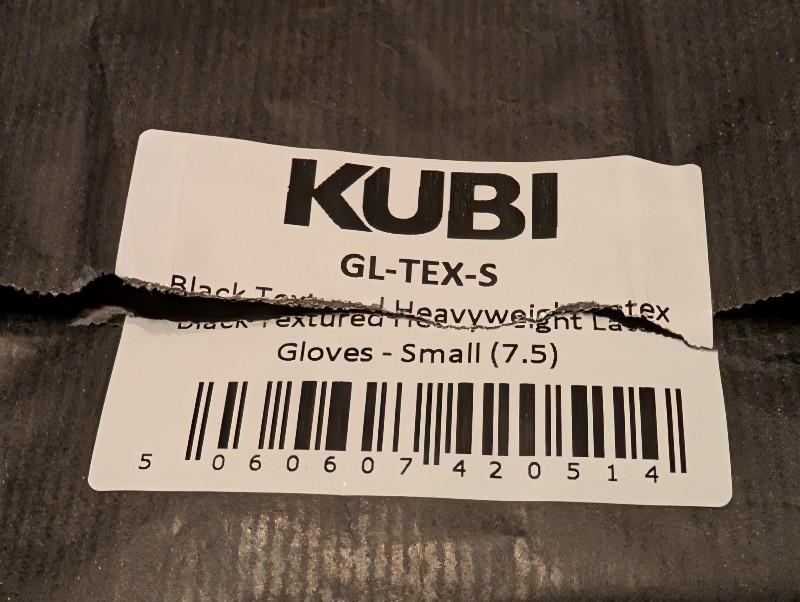 KUBI
GL-TEX-S
Black Textured Heavyweight Latex
Gloves - Small (7.5)
5 060607 420514